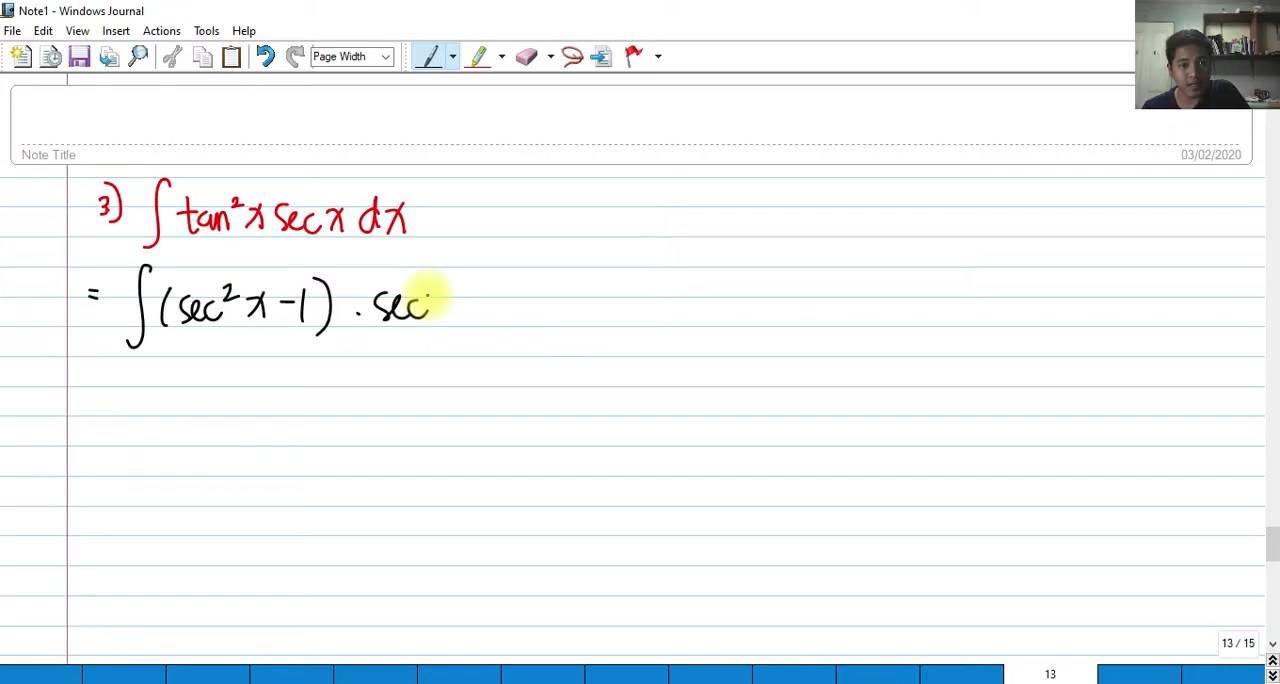 Note1 - Windows Journal
File Edit View Insert Actions Tools Help
Page Width
Note Title
03/02/2020
3) ∫ tan²x sec x dx
= ∫ (sec²x - 1) . sec
13 / 15
13